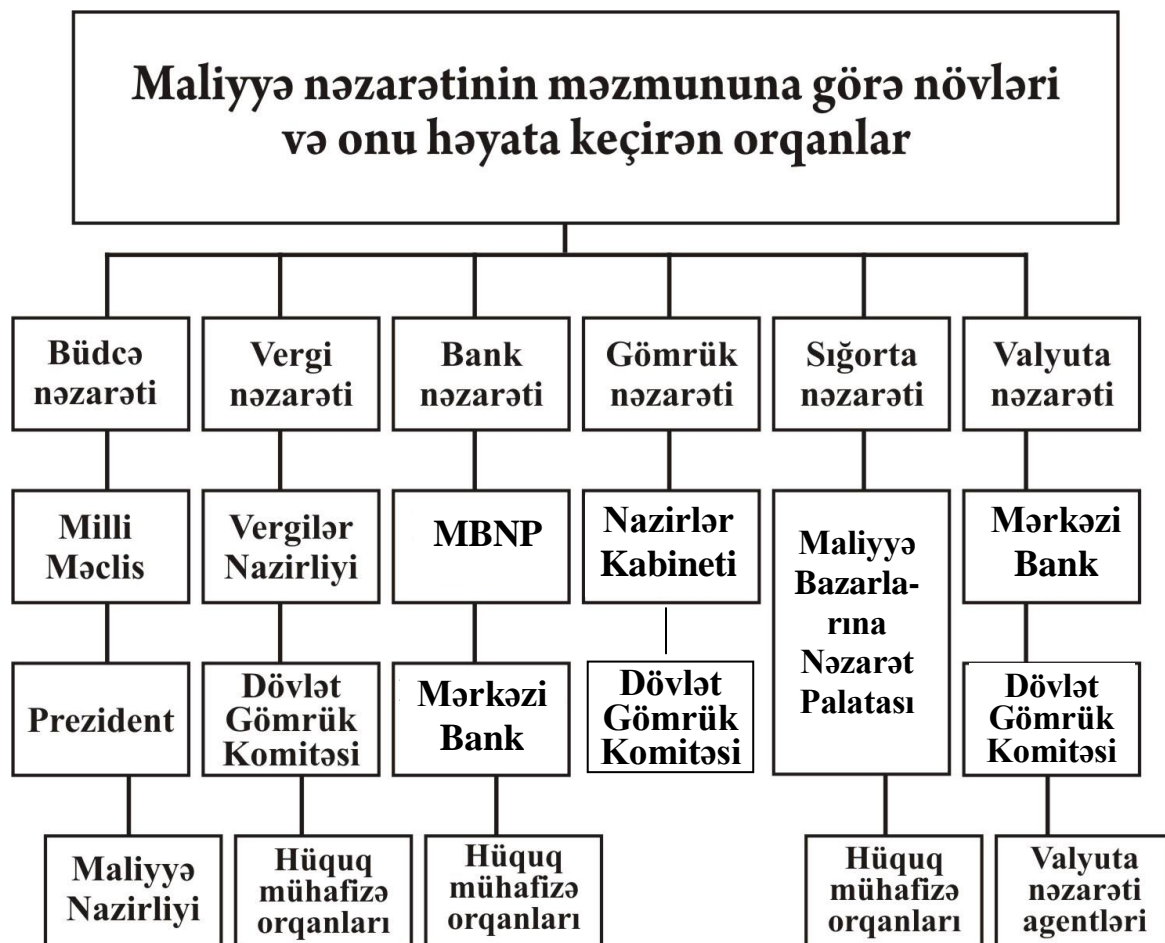 Maliyyə nəzarətinin məzmununa görə növləri
və onu həyata keçirən orqanlar
Büdcə
nəzarəti
Vergi
nəzarəti
Bank
nəzarəti
Gömrük
nəzarəti
Sığorta
nəzarəti
Valyuta
nəzarəti
Milli
Məclis
Vergilər
Nazirliyi
MBNP
Nazirlər
Kabineti
Maliyyə
Bazarla-
rına
Nəzarət
Palatası
Mərkəzi
Bank
Prezident
Dövlət
Gömrük
Komitəsi
Mərkəzi
Bank
Dövlət
Gömrük
Komitəsi
Dövlət
Gömrük
Komitəsi
Maliyyə
Nazirliyi
Hüquq
mühafizə
orqanları
Hüquq
mühafizə
orqanları
Hüquq
mühafizə
orqanları
Valyuta
nəzarəti
agentləri